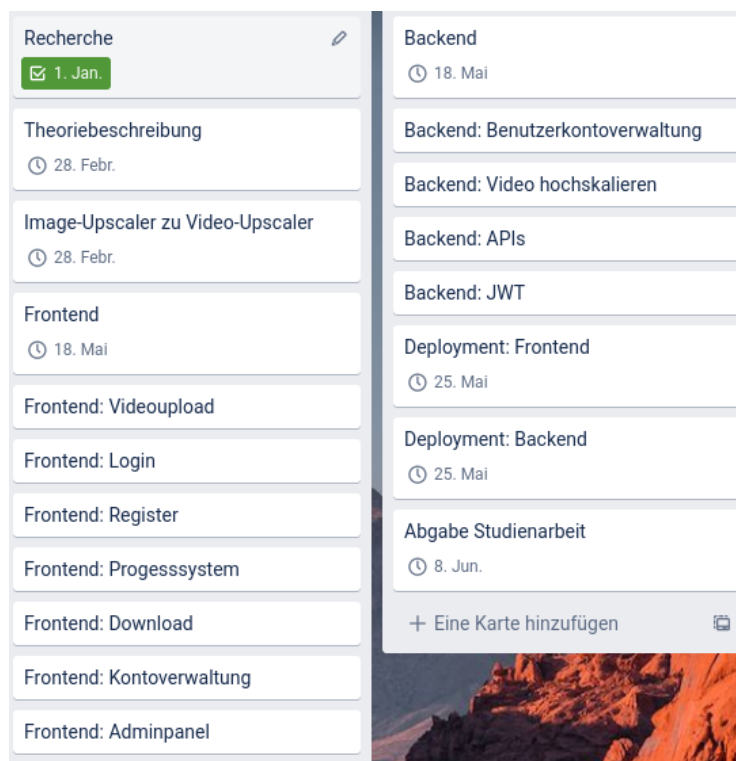 Recherche
1. Jan.
Theoriebeschreibung
28. Febr.
Image-Upscaler zu Video-Upscaler
28. Febr.
Frontend
18. Mai
Frontend: Videoupload
Frontend: Login
Frontend: Register
Frontend: Progesssystem
Frontend: Download
Frontend: Kontoverwaltung
Frontend: Adminpanel
Backend
18. Mai
Backend: Benutzerkontoverwaltung
Backend: Video hochskalieren
Backend: APIs
Backend: JWT
Deployment: Frontend
25. Mai
Deployment: Backend
25. Mai
Abgabe Studienarbeit
8. Jun.
+ Eine Karte hinzufügen